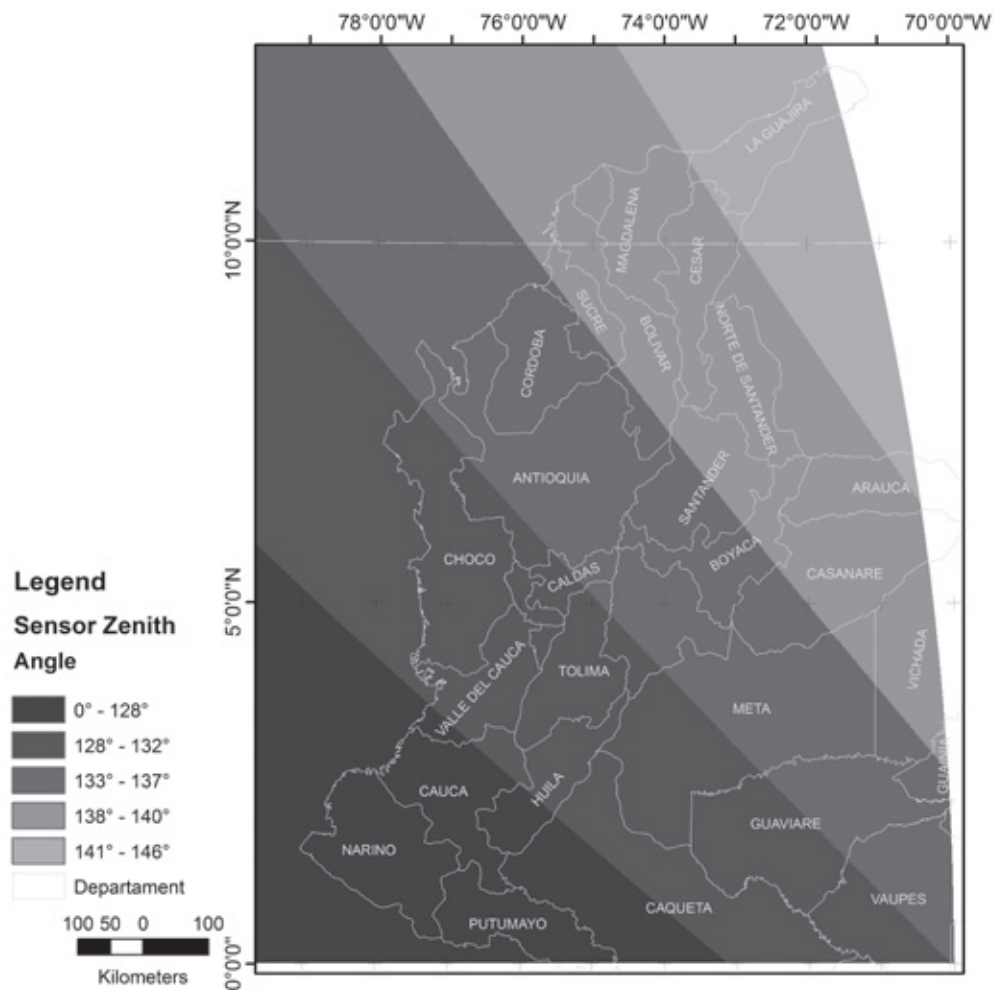 78°0'0"W 76°0'0"W 74°0'0"W 72°0'0"W 70°0'0"W
10°0'0"N
5°0'0"N
0°0'0"
LA GUAJIRA
MAGDALENA
CESAR
SUCRE
BOLIVAR
NORTE DE SANTANDER
CORDOBA
ANTIOQUIA
SANTANDER
ARAUCA
CHOCO
CALDAS
BOYACA
CASANARE
VALLE DEL CAUCA
TOLIMA
VICHADA
META
GUAINIA
CAUCA
HUILA
GUAVIARE
NARINO
CAQUETA
VAUPES
PUTUMAYO
Legend
Sensor Zenith
Angle
0° - 128°
128° - 132°
133° - 137°
138° - 140°
141° - 146°
Departament
100 50 0 100
Kilometers